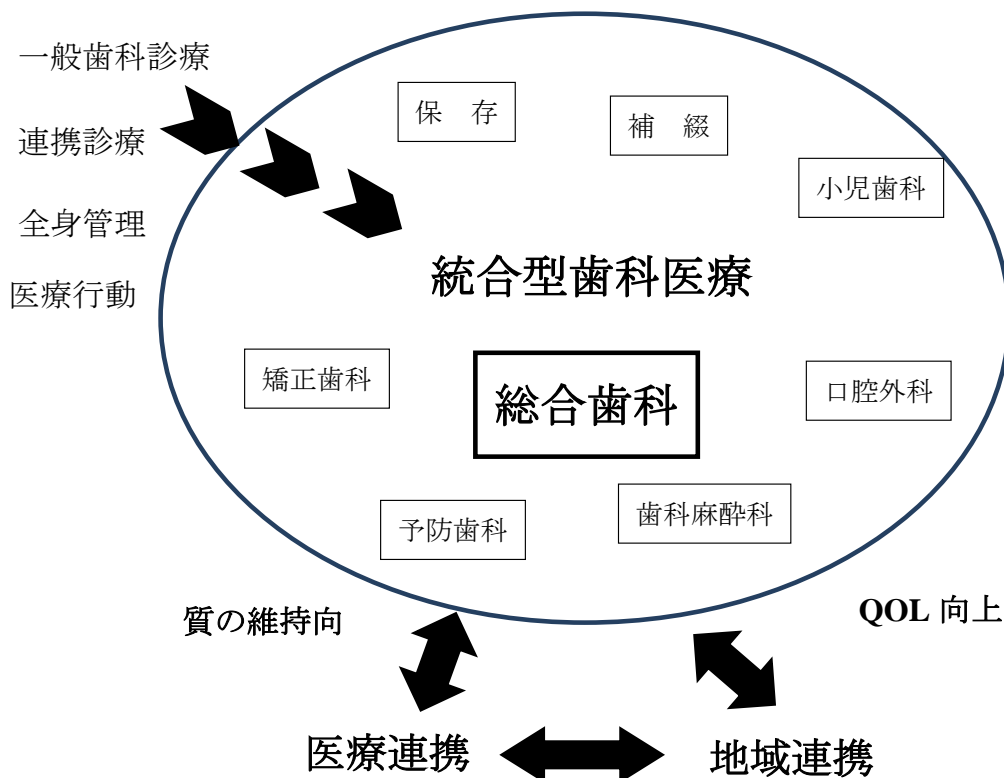 一般歯科診療
連携診療
全身管理
医療行動
保　存
補　綴
小児歯科
統合型歯科医療
矯正歯科
総合歯科
口腔外科
予防歯科
歯科麻酔科
質の維持向
QOL 向上
医療連携
地域連携